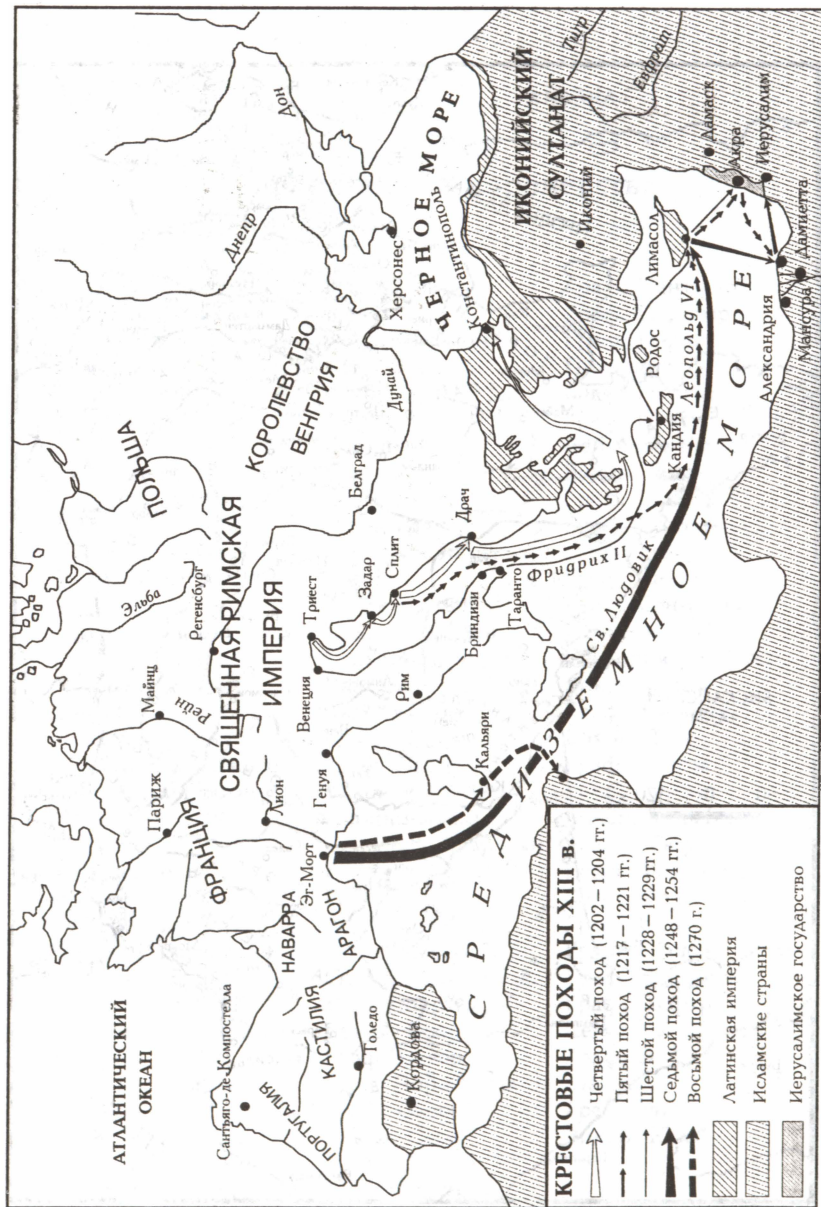 АТЛАНТИЧЕСКИЙ
ОКЕАН
Сантьяго-де-Компостелла
ПОРТУГАЛИЯ
КАСТИЛИЯ
Толедо
Кордова
НАВАРРА
АРАГОН
ФРАНЦИЯ
Париж
Лион
Эг-Морт
Майнц
Рейн
Эльба
Регенсбург
СВЯЩЕННАЯ РИМСКАЯ
ИМПЕРИЯ
Генуя
Венеция
Триест
Задар
Сплит
Рим
Кальяри
ПОЛЬША
КОРОЛЕВСТВО
ВЕНГРИЯ
Белград
Дунай
Драч
Бриндизи
Таранто
Фридрих II
Св. Людовик
Леопольд VI
Днепр
Дон
Херсонес
ЧЕРНОЕ МОРЕ
Константинополь
ИКОНИЙСКИЙ
СУЛТАНАТ
Иконий
Тигр
Евфрат
Родос
Кандия
Лимасол
Дамаск
Акра
Иерусалим
Дамиетта
Мансура
Александрия
СРЕДИЗЕМНОЕ МОРЕ
КРЕСТОВЫЕ ПОХОДЫ XIII в.
Четвертый поход (1202 – 1204 гг.)
Пятый поход (1217 – 1221 гг.)
Шестой поход (1228 – 1229 гг.)
Седьмой поход (1248 – 1254 гг.)
Восьмой поход (1270 г.)
Латинская империя
Исламские страны
Иерусалимское государство